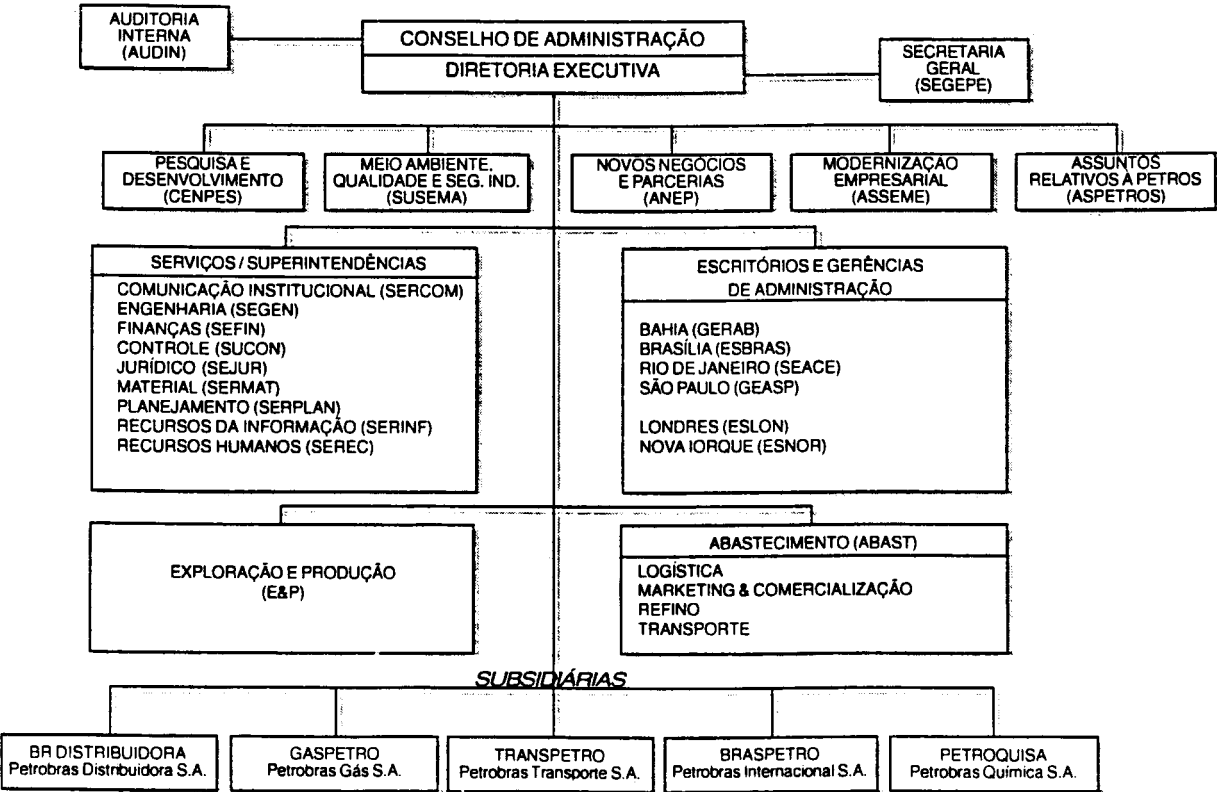 AUDITORIA
INTERNA
(AUDIN)
CONSELHO DE ADMINISTRAÇÃO
DIRETORIA EXECUTIVA
SECRETARIA
GERAL
(SEGEPE)
PESQUISA E
DESENVOLVIMENTO
(CENPES)
MEIO AMBIENTE,
QUALIDADE E SEG. IND.
(SUSEMA)
NOVOS NEGÓCIOS
E PARCERIAS
(ANEP)
MODERNIZAÇÃO
EMPRESARIAL
(ASSEME)
ASSUNTOS
RELATIVOS À PETROS
(ASPETROS)
SERVIÇOS / SUPERINTENDÊNCIAS
COMUNICAÇÃO INSTITUCIONAL (SERCOM)
ENGENHARIA (SEGEN)
FINANÇAS (SEFIN)
CONTROLE (SUCON)
JURÍDICO (SEJUR)
MATERIAL (SERMAT)
PLANEJAMENTO (SERPLAN)
RECURSOS DA INFORMAÇÃO (SERINF)
RECURSOS HUMANOS (SEREC)
ESCRITÓRIOS E GERÊNCIAS
DE ADMINISTRAÇÃO
BAHIA (GERAB)
BRASÍLIA (ESBRAS)
RIO DE JANEIRO (SEACE)
SÃO PAULO (GEASP)
LONDRES (ESLON)
NOVA IORQUE (ESNOR)
EXPLORAÇÃO E PRODUÇÃO
(E&P)
ABASTECIMENTO (ABAST)
LOGÍSTICA
MARKETING & COMERCIALIZAÇÃO
REFINO
TRANSPORTE
SUBSIDIÁRIAS
BR DISTRIBUIDORA
Petrobras Distribuidora S.A.
GASPETRO
Petrobras Gás S.A.
TRANSPETRO
Petrobras Transporte S.A.
BRASPETRO
Petrobras Internacional S.A.
PETROQUISA
Petrobras Química S.A.